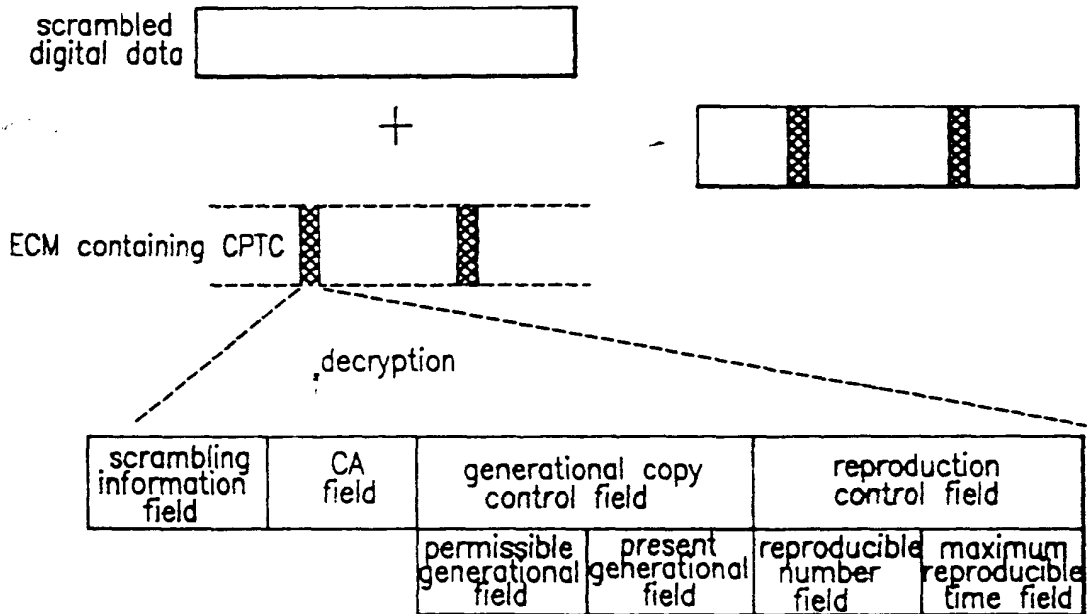 scrambled
digital data
+
ECM containing CPTC
decryption
scrambling
information
field
CA
field
generational copy
control field
reproduction
control field
permissible
generational
field
present
generational
field
reproducible
number
field
maximum
reproducible
time field